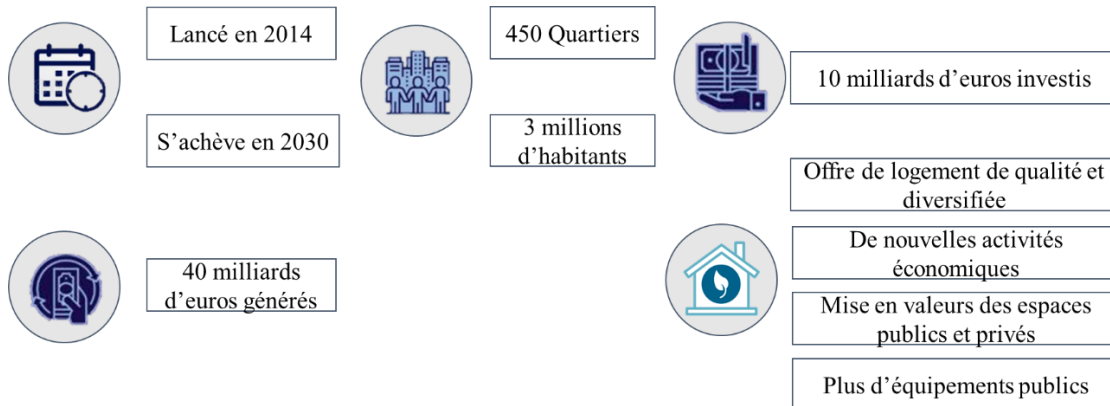 Lancé en 2014
S'achève en 2030
450 Quartiers
3 millions
d'habitants
10 milliards d'euros investis
40 milliards
d'euros générés
Offre de logement de qualité et
diversifiée
De nouvelles activités
économiques
Mise en valeurs des espaces
publics et privés
Plus d'équipements publics